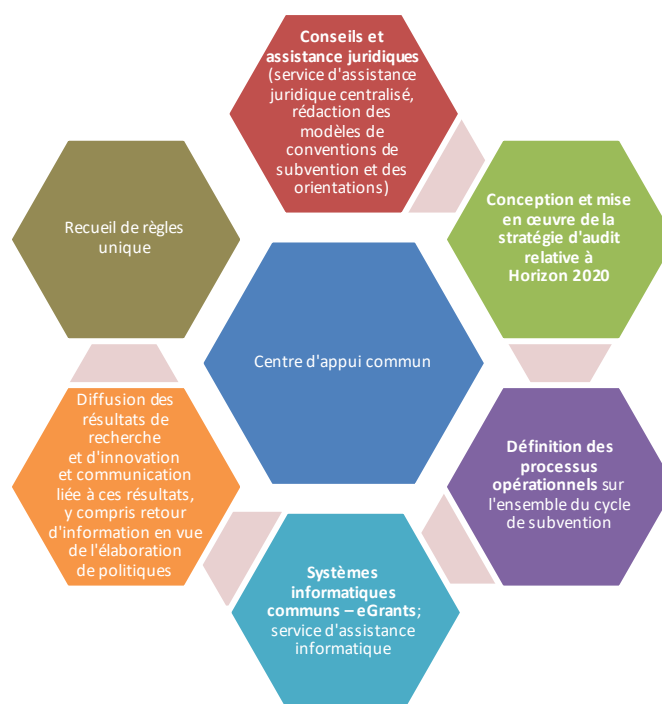 Conseils et
assistance juridiques
(service d'assistance
juridique centralisé,
rédaction des
modèles de
conventions de
subvention et des
orientations)
Conception et mise
en œuvre de la
stratégie d'audit
relative à
Horizon 2020
Recueil de règles
unique
Centre d'appui commun
Définition des
processus
opérationnels sur
l'ensemble du cycle
de subvention
Diffusion des
résultats de
recherche
et d'innovation
et communication
liée à ces résultats,
y compris retour
d'information en vue
de l'élaboration
de politiques
Systèmes
informatiques
communs – eGrants;
service d'assistance
informatique